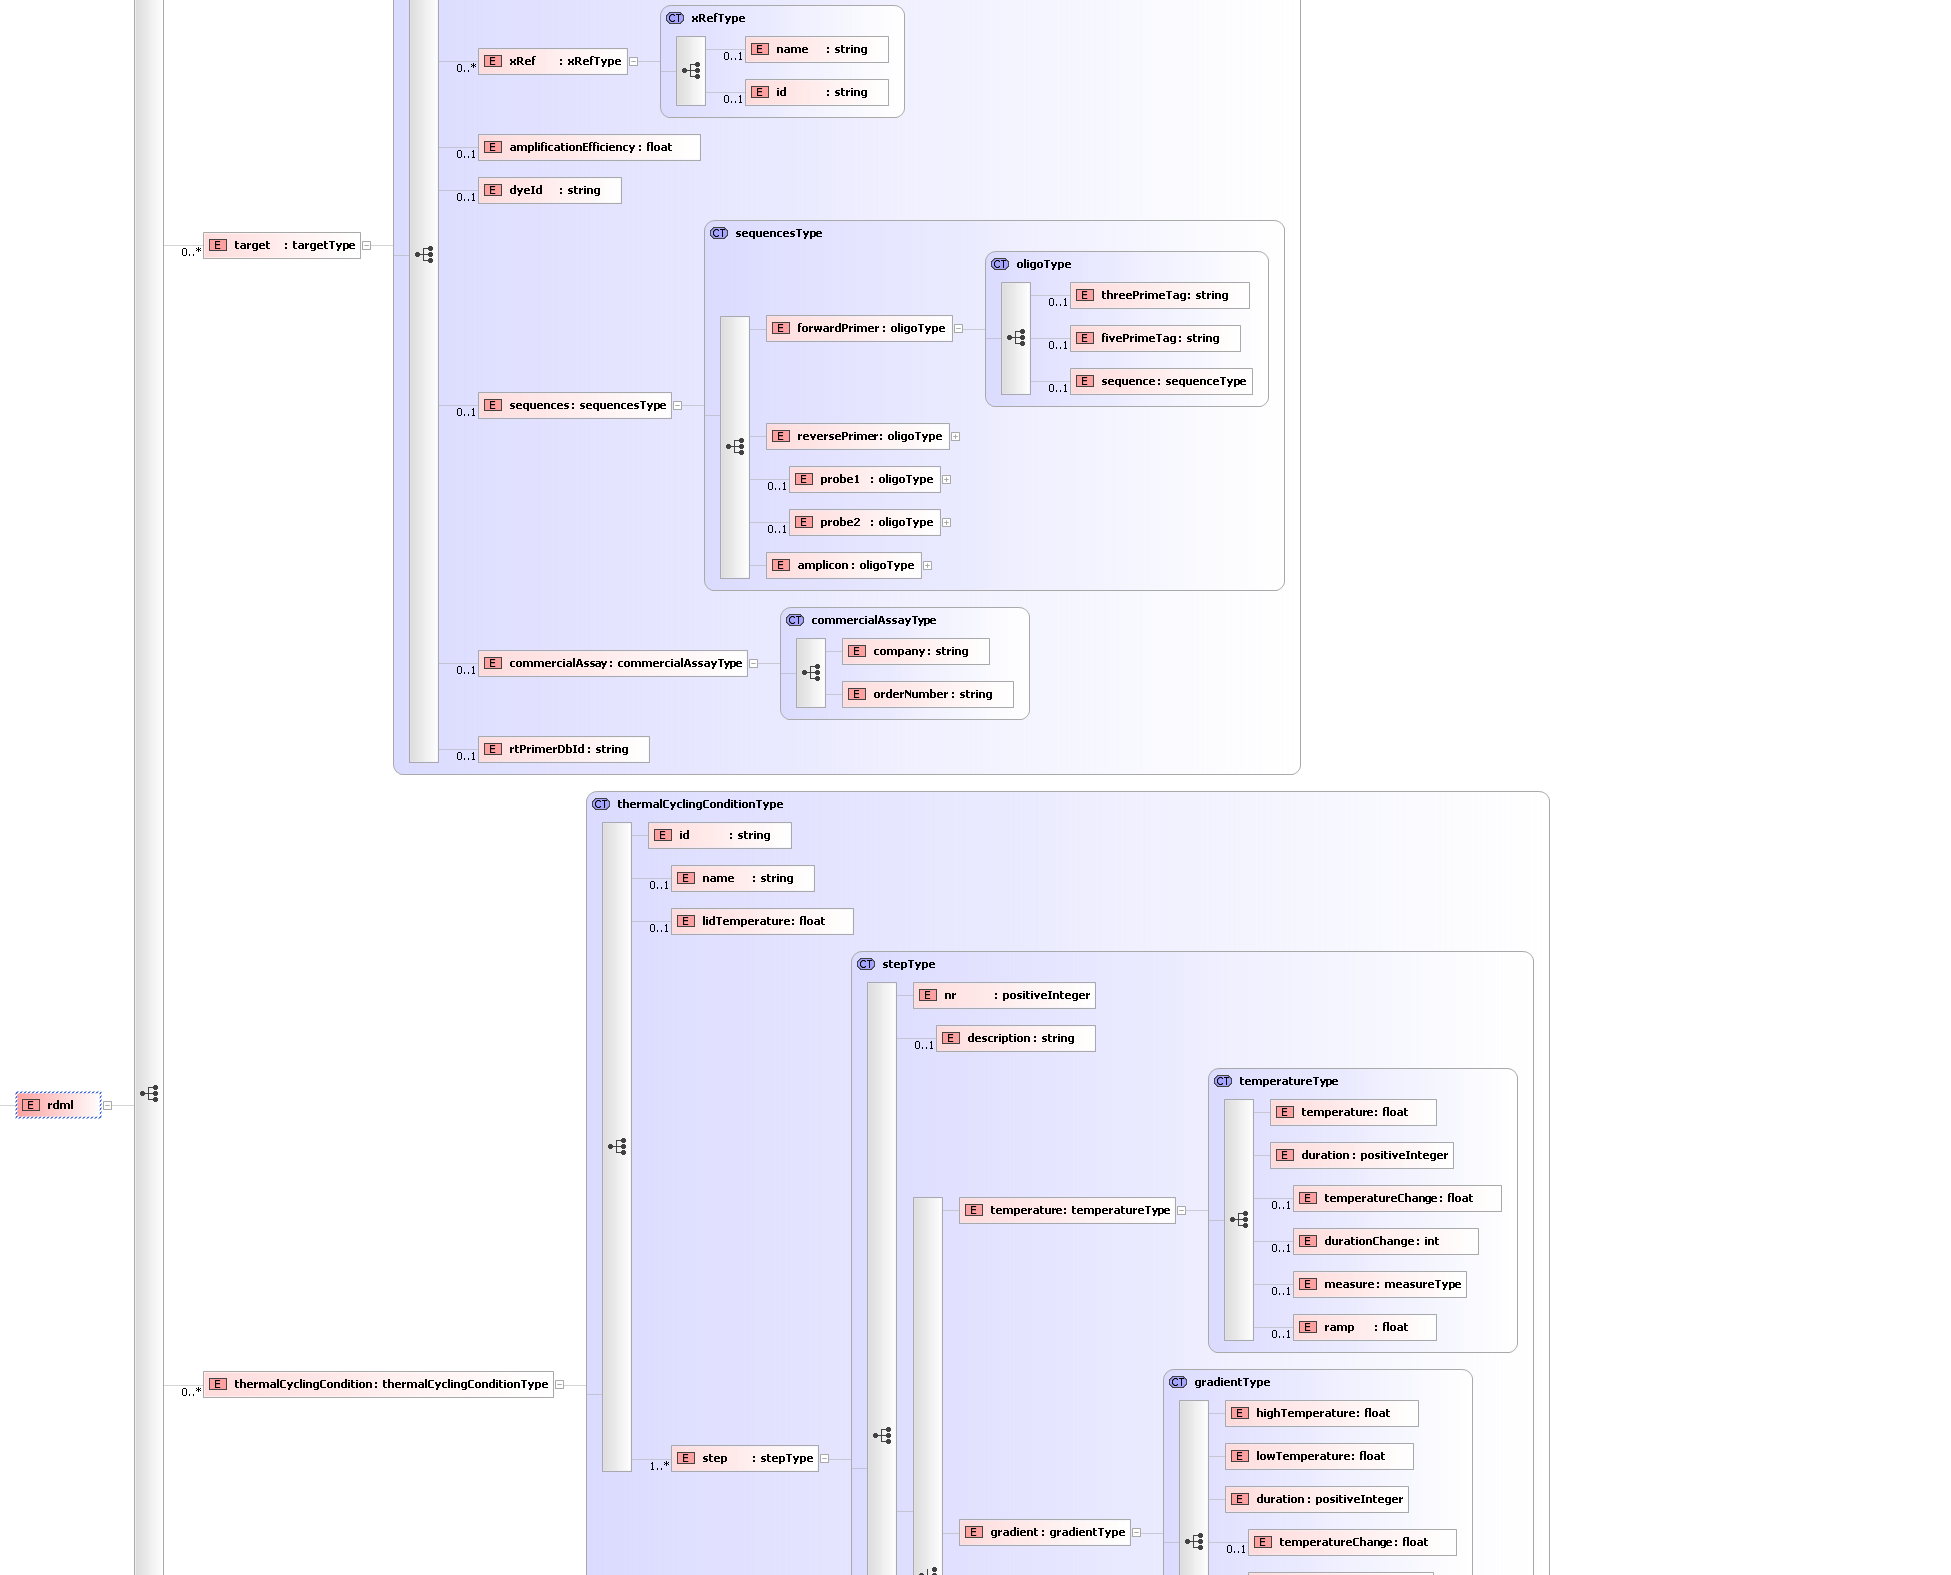 CT xRefType
E name : string
0..1
0..* E xRef : xRefType
E id : string
0..1
E amplificationEfficiency : float
0..1
E dyeId : string
0..1
CT sequencesType
E target : targetType
0..*
CT oligoType
E threePrimeTag: string
0..1
E forwardPrimer : oligoType
E fivePrimeTag: string
0..1
E sequence: sequenceType
0..1
E sequences: sequencesType
0..1
E reversePrimer: oligoType
E probe1 : oligoType
0..1
E probe2 : oligoType
0..1
E amplicon : oligoType
CT commercialAssayType
E company: string
E commercialAssay: commercialAssayType
0..1
E orderNumber : string
E rtPrimerDbId : string
0..1
CT thermalCyclingConditionType
E id : string
E name : string
0..1
E lidTemperature: float
0..1
CT stepType
E nr : positiveInteger
E description : string
0..1
CT temperatureType
E rdml
E temperature: float
E duration : positiveInteger
E temperatureChange: float
0..1
E temperature: temperatureType
E durationChange: int
0..1
E measure: measureType
0..1
E ramp : float
0..1
E thermalCyclingCondition: thermalCyclingConditionType
0..*
CT gradientType
E highTemperature: float
E lowTemperature: float
E step : stepType
1..*
E duration : positiveInteger
E gradient : gradientType
E temperatureChange: float
0..1